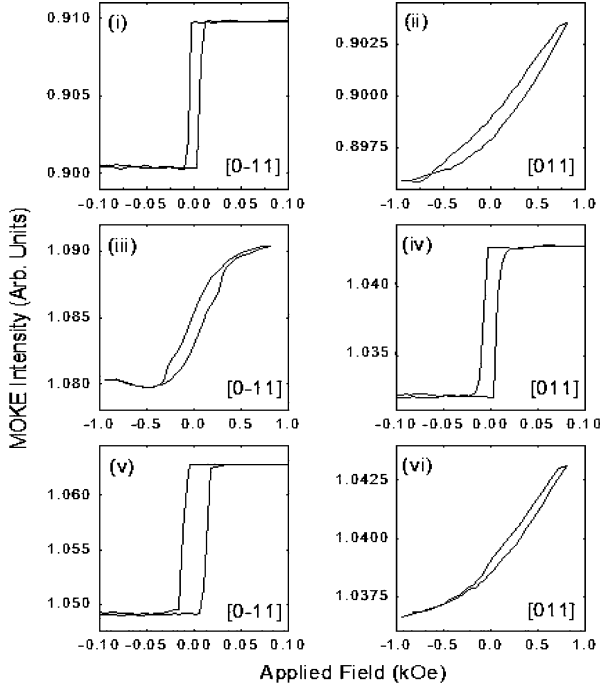 MOKE Intensity (Arb. Units)
(i)
0.910
0.905
0.900
[0-11]
-0.10 -0.05 0.00 0.05 0.10
(ii)
0.9025
0.9000
0.8975
[011]
-1.0 -0.5 0.0 0.5 1.0
(iii)
1.090
1.085
1.080
[0-11]
-1.0 -0.5 0.0 0.5 1.0
(iv)
1.040
1.035
1.030
[011]
-0.10 -0.05 0.00 0.05 0.10
(v)
1.060
1.055
1.050
[0-11]
-0.10 -0.05 0.00 0.05 0.10
(vi)
1.0425
1.0400
1.0375
[011]
-1.0 -0.5 0.0 0.5 1.0
Applied Field (kOe)